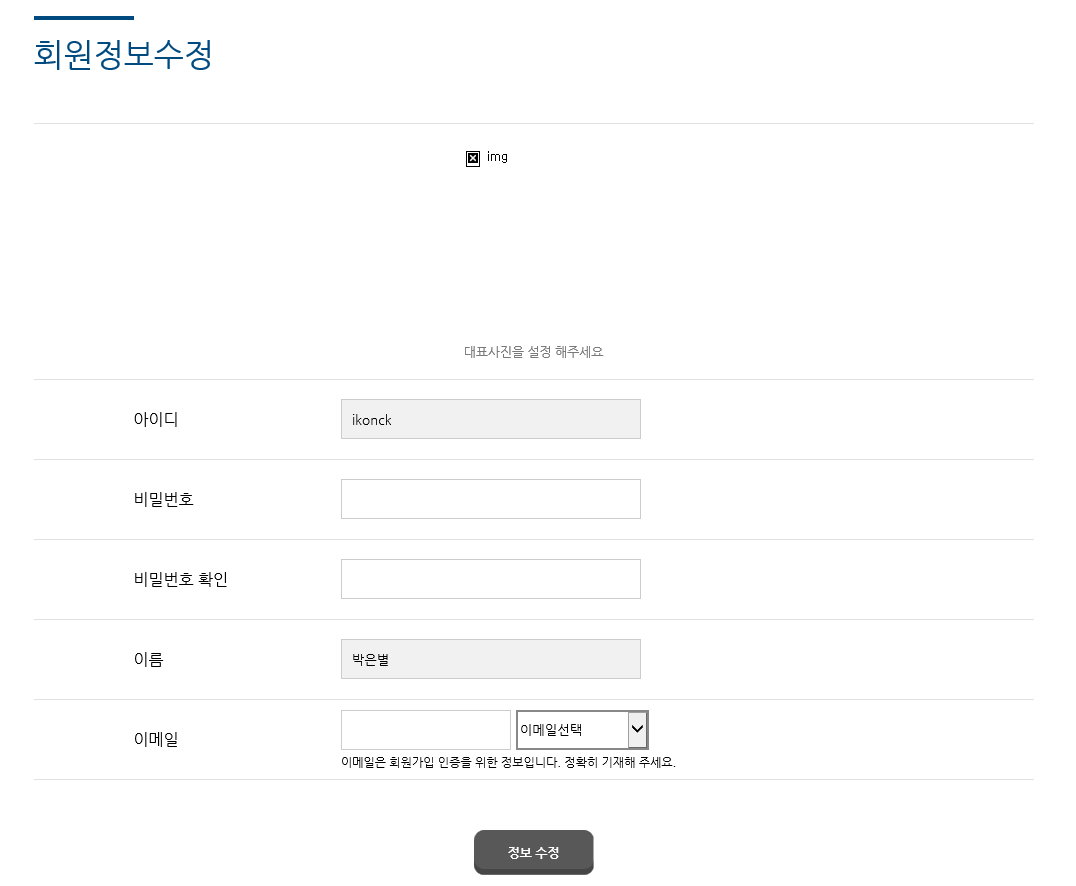 회원정보수정
img
대표사진을 설정 해주세요
아이디
ikonck
비밀번호
비밀번호 확인
이름
박은별
이메일
이메일선택
이메일은 회원가입 인증을 위한 정보입니다. 정확히 기재해 주세요.
정보 수정